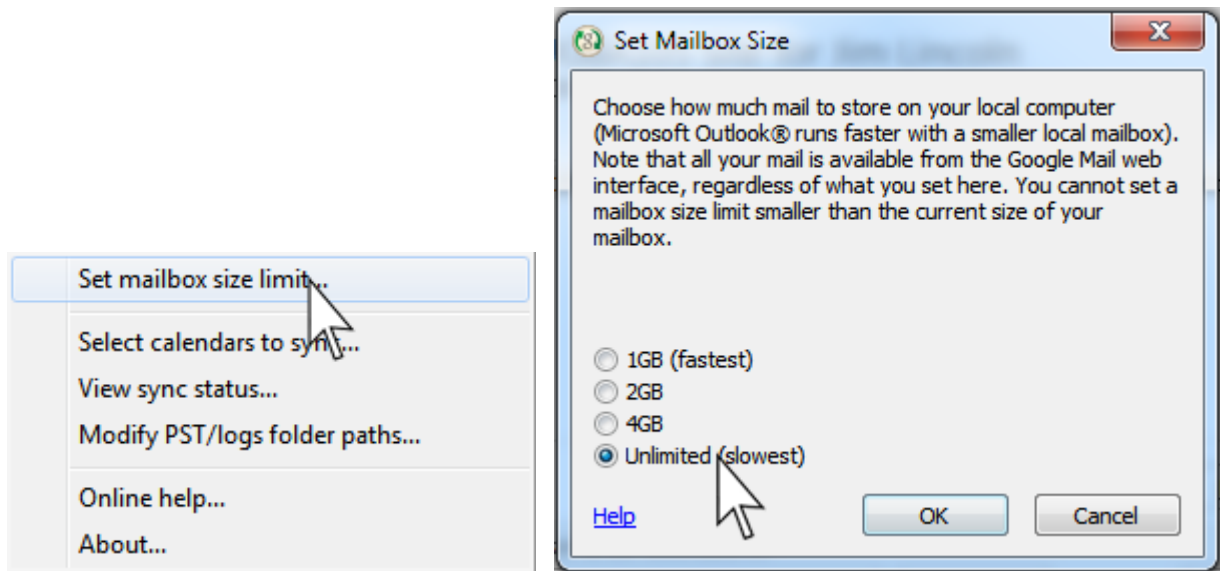 Set mailbox size limit...
Select calendars to sync...
View sync status...
Modify PST/logs folder paths...
Online help...
About...
Set Mailbox Size
Choose how much mail to store on your local computer
(Microsoft Outlook® runs faster with a smaller local mailbox).
Note that all your mail is available from the Google Mail web
interface, regardless of what you set here. You cannot set a
mailbox size limit smaller than the current size of your
mailbox.
1GB (fastest)
2GB
4GB
Unlimited (slowest)
Help
OK
Cancel